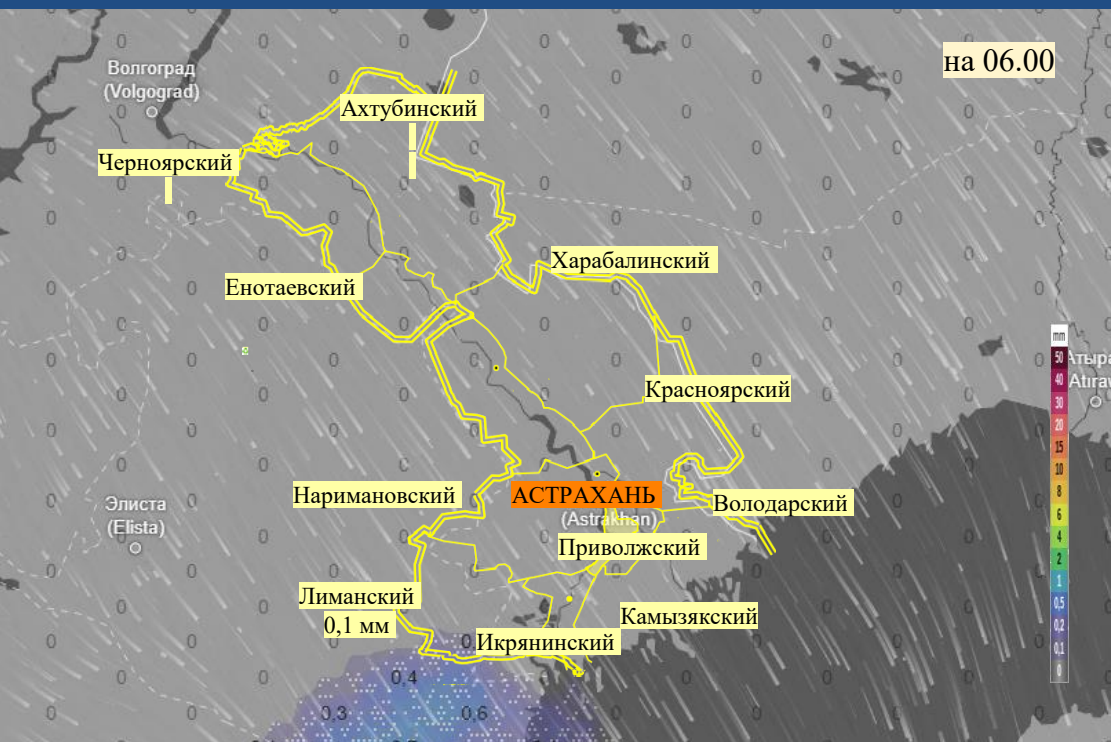 на 06.00
Волгоград
(Volgograd)
Ахтубинский
Черноярский
Харабалинский
Енотаевский
mm
50
40
30
20
15
10
8
6
4
2
1
0,5
0,2
0,1
0
Атыра
Atırau
Красноярский
Наримановский
АСТРАХАНЬ
(Astrakhan)
Володарский
Элиста
(Elista)
Приволжский
Лиманский
0,1 мм
Камызякский
Икрянинский
0,4
0,3
0,6